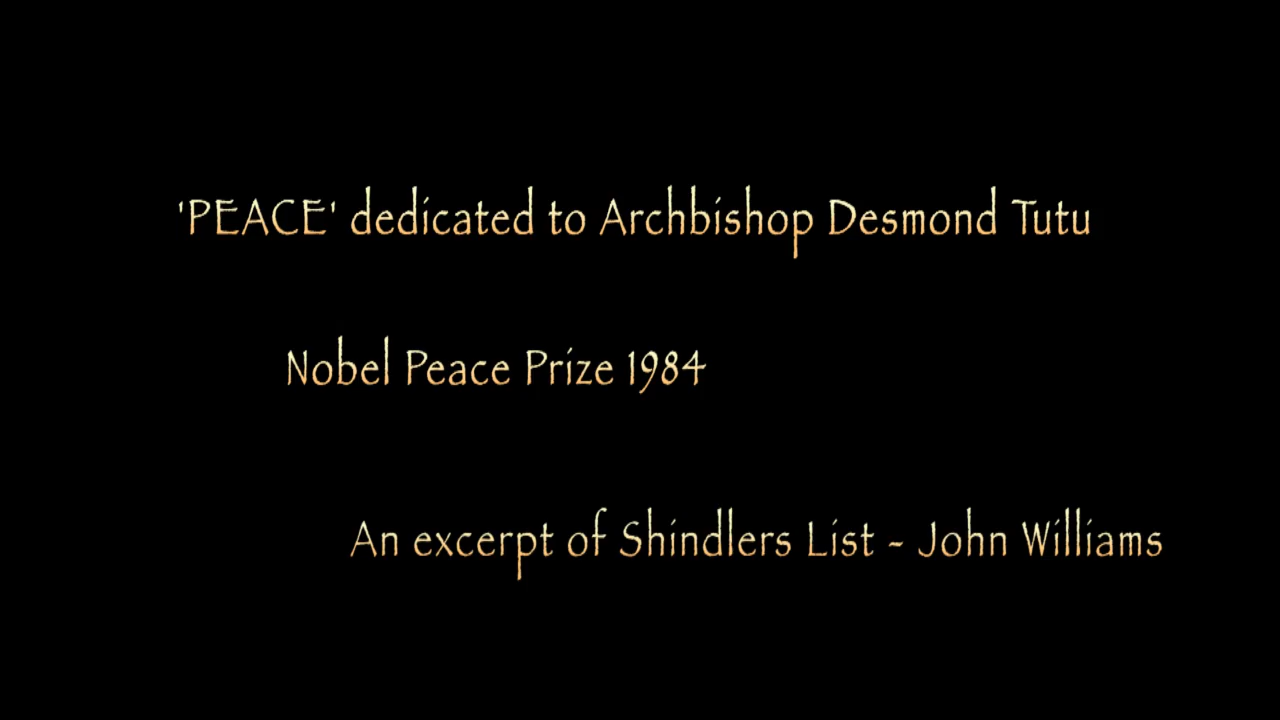 'PEACE' dedicated to Archbishop Desmond Tutu
Nobel Peace Prize 1984
An excerpt of Shindlers List - John Williams